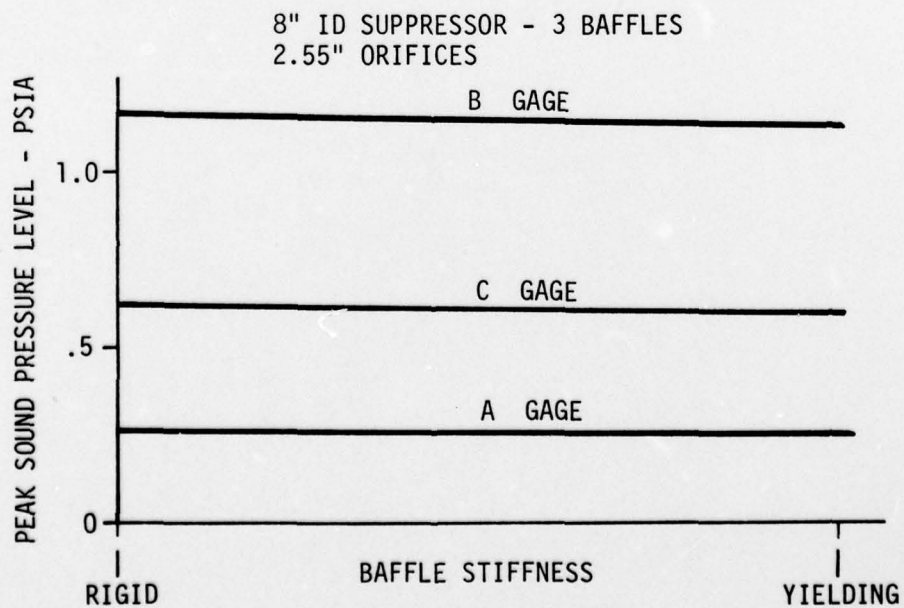 8" ID SUPPRESSOR - 3 BAFFLES
2.55" ORIFICES
PEAK SOUND PRESSURE LEVEL - PSIA
B GAGE
1.0
C GAGE
.5
A GAGE
0
BAFFLE STIFFNESS
RIGID
YIELDING